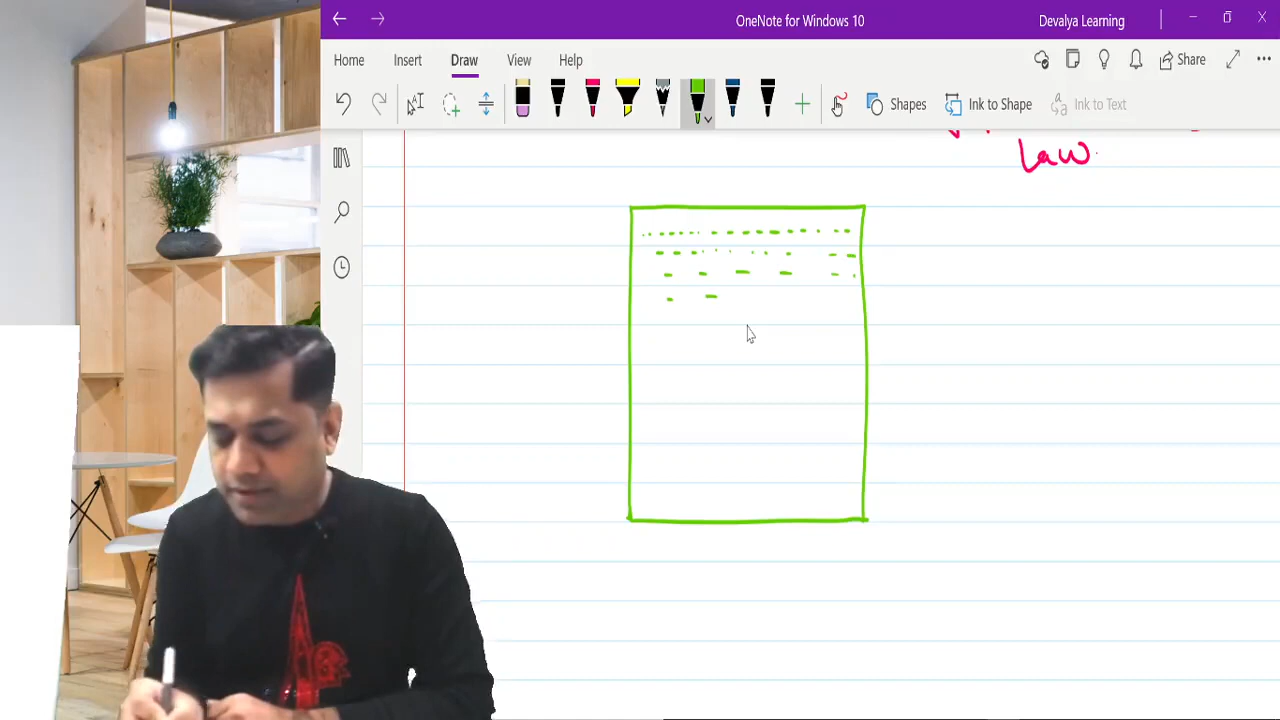 OneNote for Windows 10
Devalya Learning
Home Insert Draw View Help
Share
Shapes
Ink to Shape
Ink to Text
Law